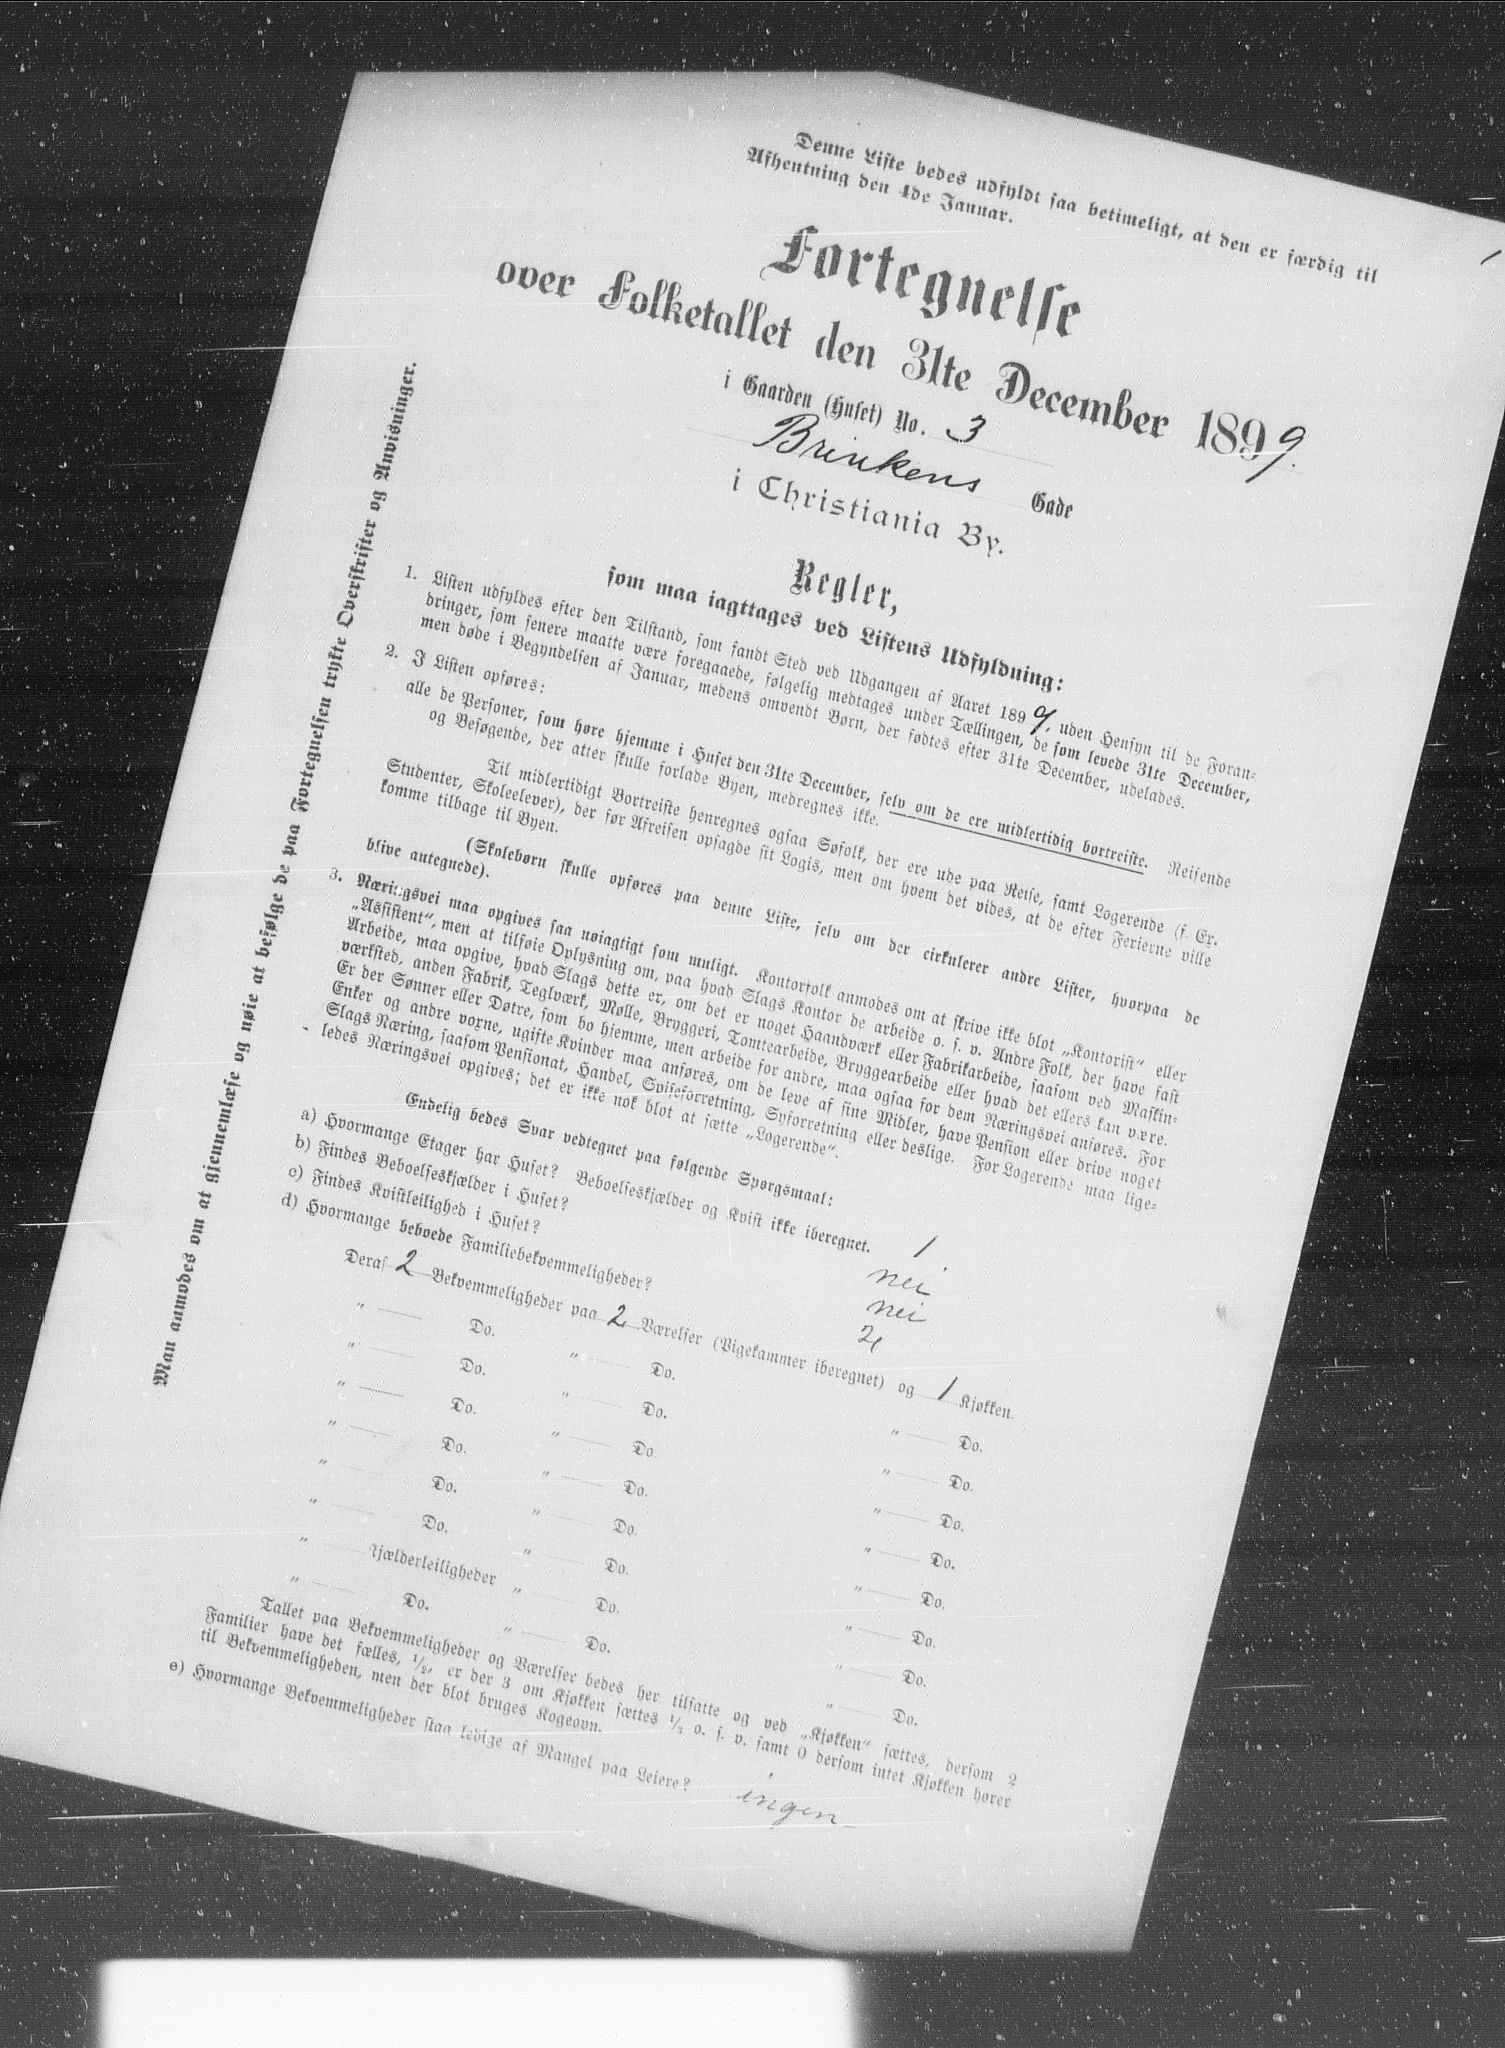 Denne Liste bedes udfyldt saa betimeligt, at den er færdig til
Afhentning den 4de Januar.
Fortegnelse
over Folketallet den 31te December 1899.
i Gaarden (Huset) No. 3
Brinkens Gade
i Christiania By.
Regler,
som maa iagttages ved Listens Udfyldning:
1. Listen udfyldes efter den Tilstand, som fandt Sted ved Udgangen af Aaret 1899, uden Hensyn til de Foran-
dringer, som senere maatte være foregaaede, følgelig medtages under Tællingen, de som levede 31te December,
men døde i Begyndelsen af Januar, medens omvendt Børn, der fødtes efter 31te December, udelades.
2. I Listen opføres:
alle de Personer, som høre hjemme i Huset den 31te December, selv om de ere midlertidig bortreiste. Reisende
og Besøgende, der atter skulle forlade Byen, medregnes ikke.
Til midlertidigt Bortreiste henregnes ogsaa Søfolk, der ere ude paa Reise, samt Logerende (f. Ex.
Studenter, Skoleelever), der før Afreisen opsagde sit Logis, men om hvem det vides, at de efter Ferierne ville
komme tilbage til Byen.
(Skolebørn skulle opføres paa denne Liste, selv om der cirkulerer andre Lister, hvorpaa de
blive antegnede).
3. Næringsvei maa opgives saa nøiagtigt som muligt. Kontorfolk anmodes om at skrive ikke blot „Kontorist“ eller
„Assistent“, men at tilføie Oplysning om, paa hvad Slags Kontor de arbeide o. s. v. Andre Folk, der have fast
Arbeide, maa opgive, hvad Slags dette er, om det er noget Haandværk eller Fabrikarbeide, saasom ved Maskin-
værksted, anden Fabrik, Teglværk, Mølle, Bryggeri, Tomtearbeide, Bryggearbeide eller hvad det ellers kan være.
Er der Sønner eller Døtre, som bo hjemme, men arbeide for andre, maa ogsaa for dem Næringsvei anføres. For
Enker og andre voxne, ugifte Kvinder maa anføres, om de leve af sine Midler, have Pension eller drive noget
Slags Næring, saasom Pensionat, Handel, Spiseforretning, Syforretning eller deslige. For Logerende maa lige-
ledes Næringsvei opgives; det er ikke nok blot at sætte „Logerende“.
Endelig bedes Svar vedtegnet paa følgende Spørgsmaal:
a) Hvormange Etager har Huset? Beboelseskjælder og Kvist ikke iberegnet. 1
b) Findes Beboelseskjælder i Huset? nei
c) Findes Kvistleilighed i Huset? nei
d) Hvormange beboede Familiebekvemmeligheder? 2
Deraf 2 Bekvemmeligheder paa 2 Værelser (Pigekammer iberegnet) og 1 Kjøkken.
„ Do. „ Do. „ Do.
„ Do. „ Do. „ Do.
„ Do. „ Do. „ Do.
„ Do. „ Do. „ Do.
„ Do. „ Do. „ Do.
„ Do. „ Do. „ Do.
„ Kjælderleiligheder „ Do. „ Do.
„ Do. „ Do. „ Do.
Tallet paa Bekvemmeligheder og Værelser bedes her tilsatte og ved „Kjøkken“ sættes, dersom 2
Familier have det fælles, 1/2, er der 3 om Kjøkken sættes 1/3 o. s. v. samt 0 dersom intet Kjøkken hører
til Bekvemmeligheden, men der blot bruges Kogeovn.
e) Hvormange Bekvemmeligheder staa ledige af Mangel paa Leiere? ingen
Man anmodes om at gjennemlæse og nøie at befølge de paa Fortegnelsen trykte Overskrifter og Anvisninger.